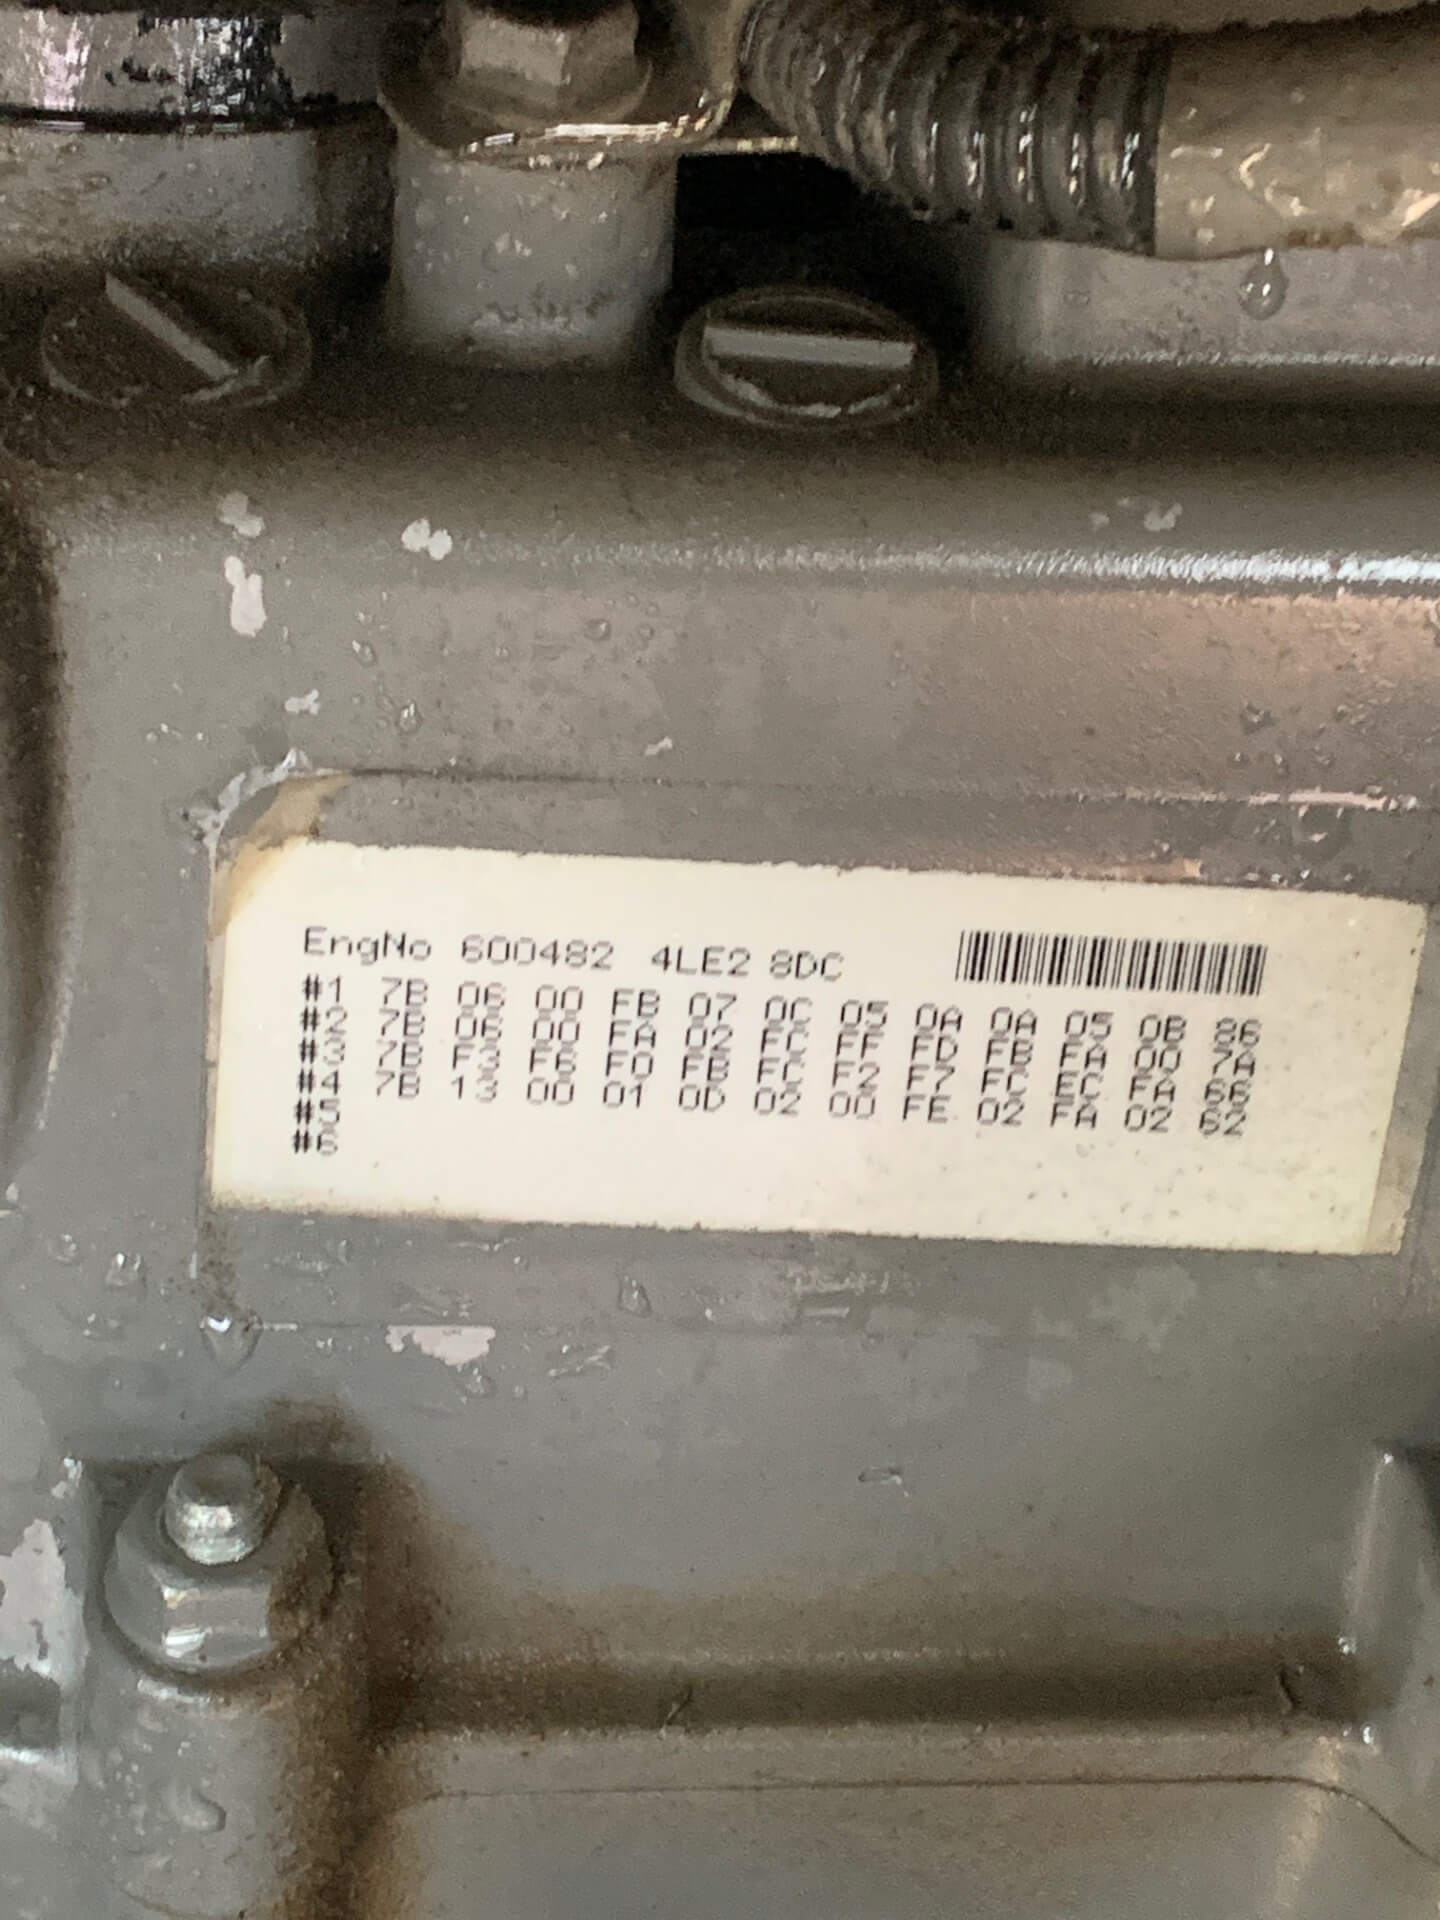 EngNo 600482 4LE2 8DC
#1 7B 06 00 FB 07 0C 05 0A 0A 05 0B 86
#2 7B 06 00 FA 02 FC FF FD FB FA 00 7A
#3 7B F3 F6 F0 FB FC F2 F7 FC EC FA 66
#4 7B 13 00 01 0D 02 00 FE 02 FA 02 62
#5
#6